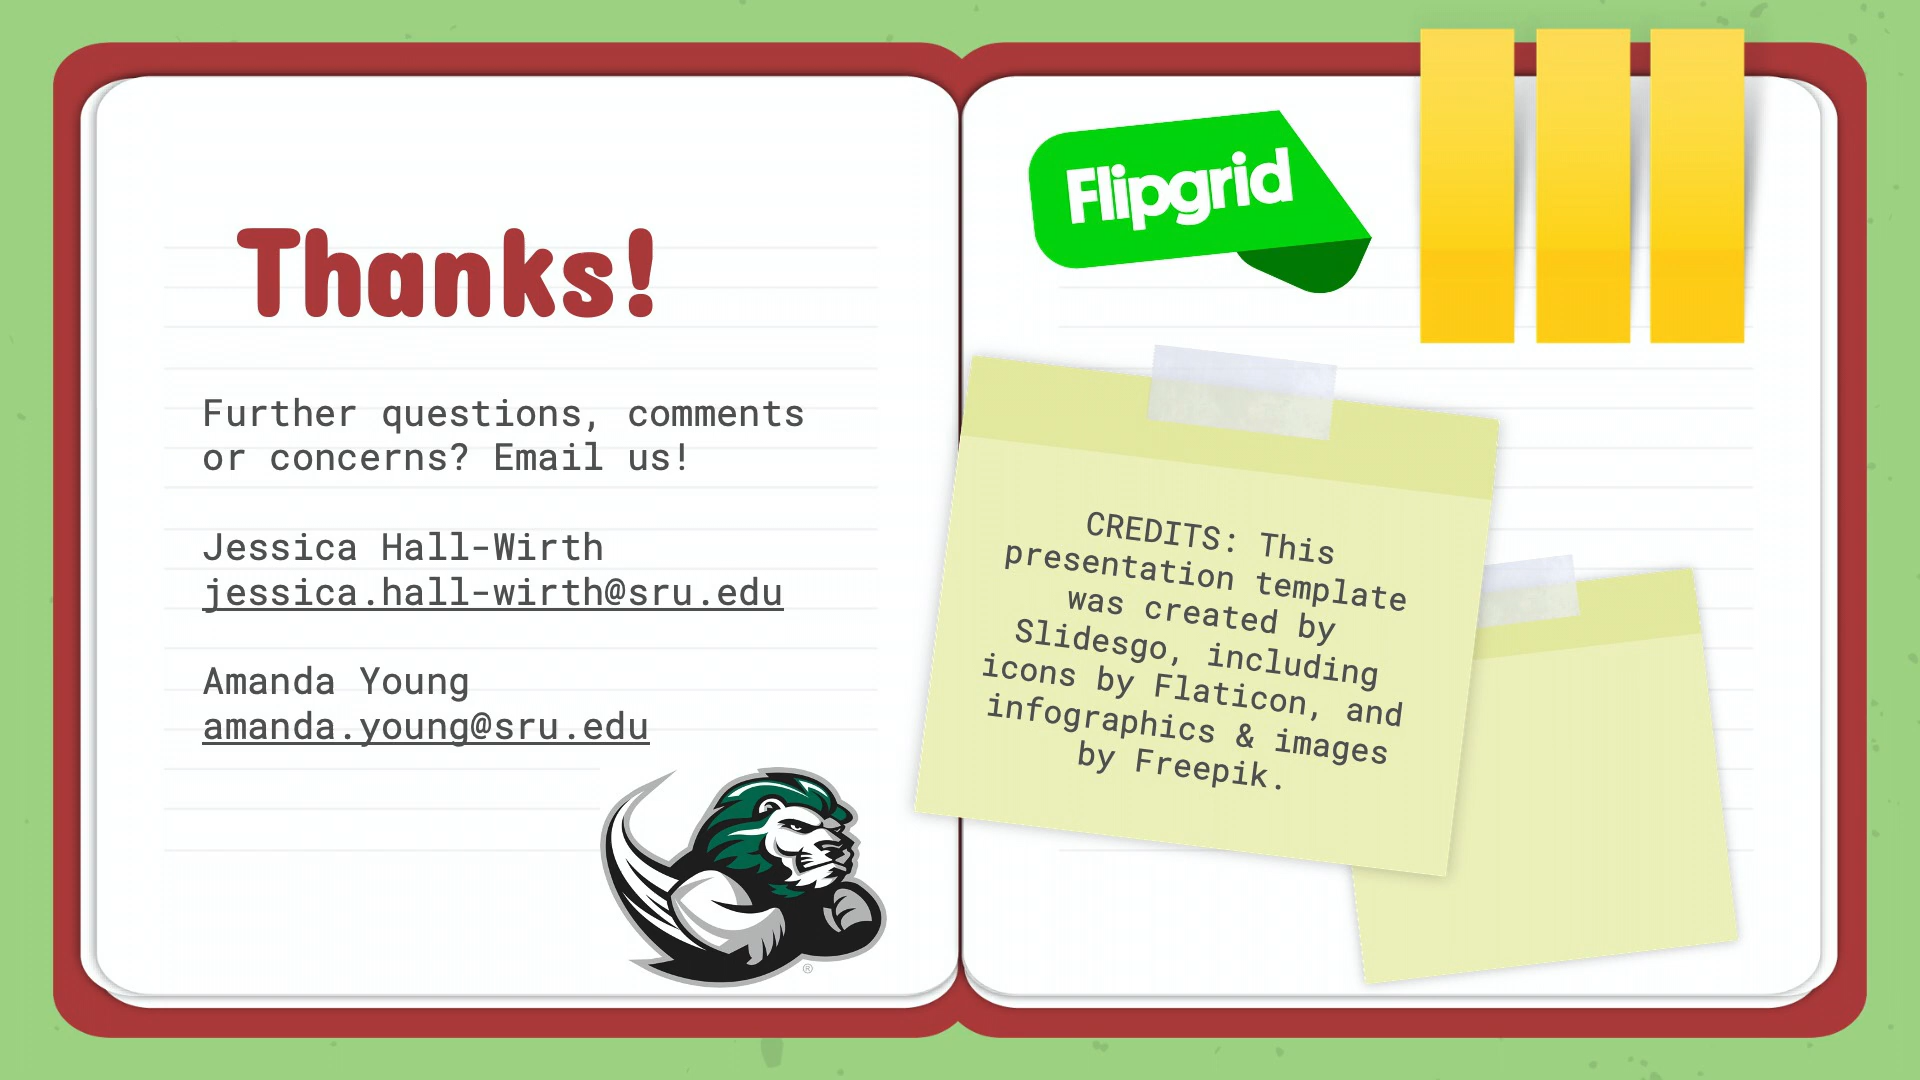 Thanks!
Further questions, comments
or concerns? Email us!
Jessica Hall-Wirth
jessica.hall-wirth@sru.edu
Amanda Young
amanda.young@sru.edu
®
Flipgrid
CREDITS: This
presentation template
was created by
Slidesgo, including
icons by Flaticon, and
infographics & images
by Freepik.